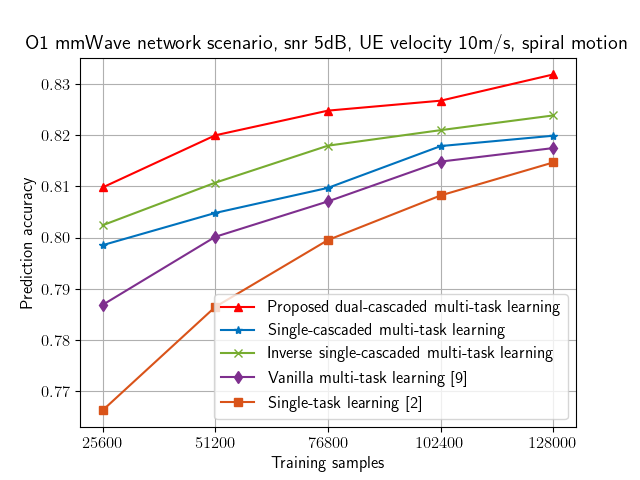 O1 mmWave network scenario, snr 5dB, UE velocity 10m/s, spiral motion
Prediction accuracy
0.83
0.82
0.81
0.80
0.79
0.78
0.77
Proposed dual-cascaded multi-task learning
Single-cascaded multi-task learning
Inverse single-cascaded multi-task learning
Vanilla multi-task learning [9]
Single-task learning [2]
25600 51200 76800 102400 128000
Training samples